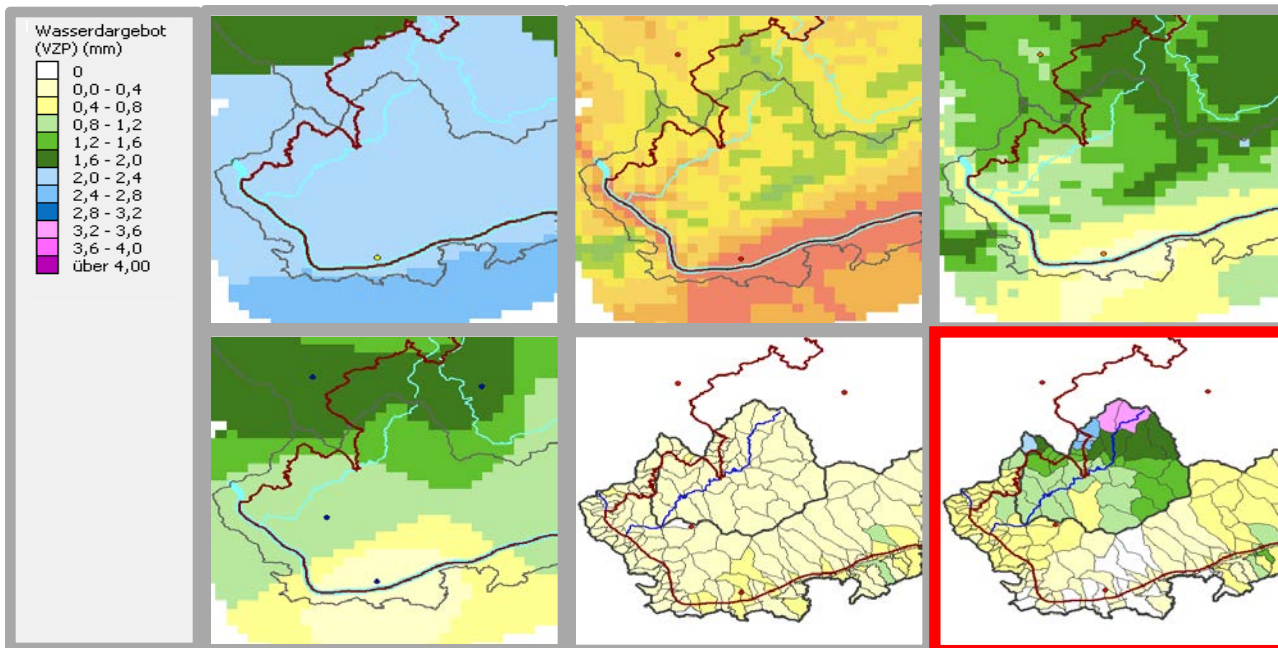 Wasserdargebot
(VZP) (mm)
0
0,0 - 0,4
0,4 - 0,8
0,8 - 1,2
1,2 - 1,6
1,6 - 2,0
2,0 - 2,4
2,4 - 2,8
2,8 - 3,2
3,2 - 3,6
3,6 - 4,0
über 4,00